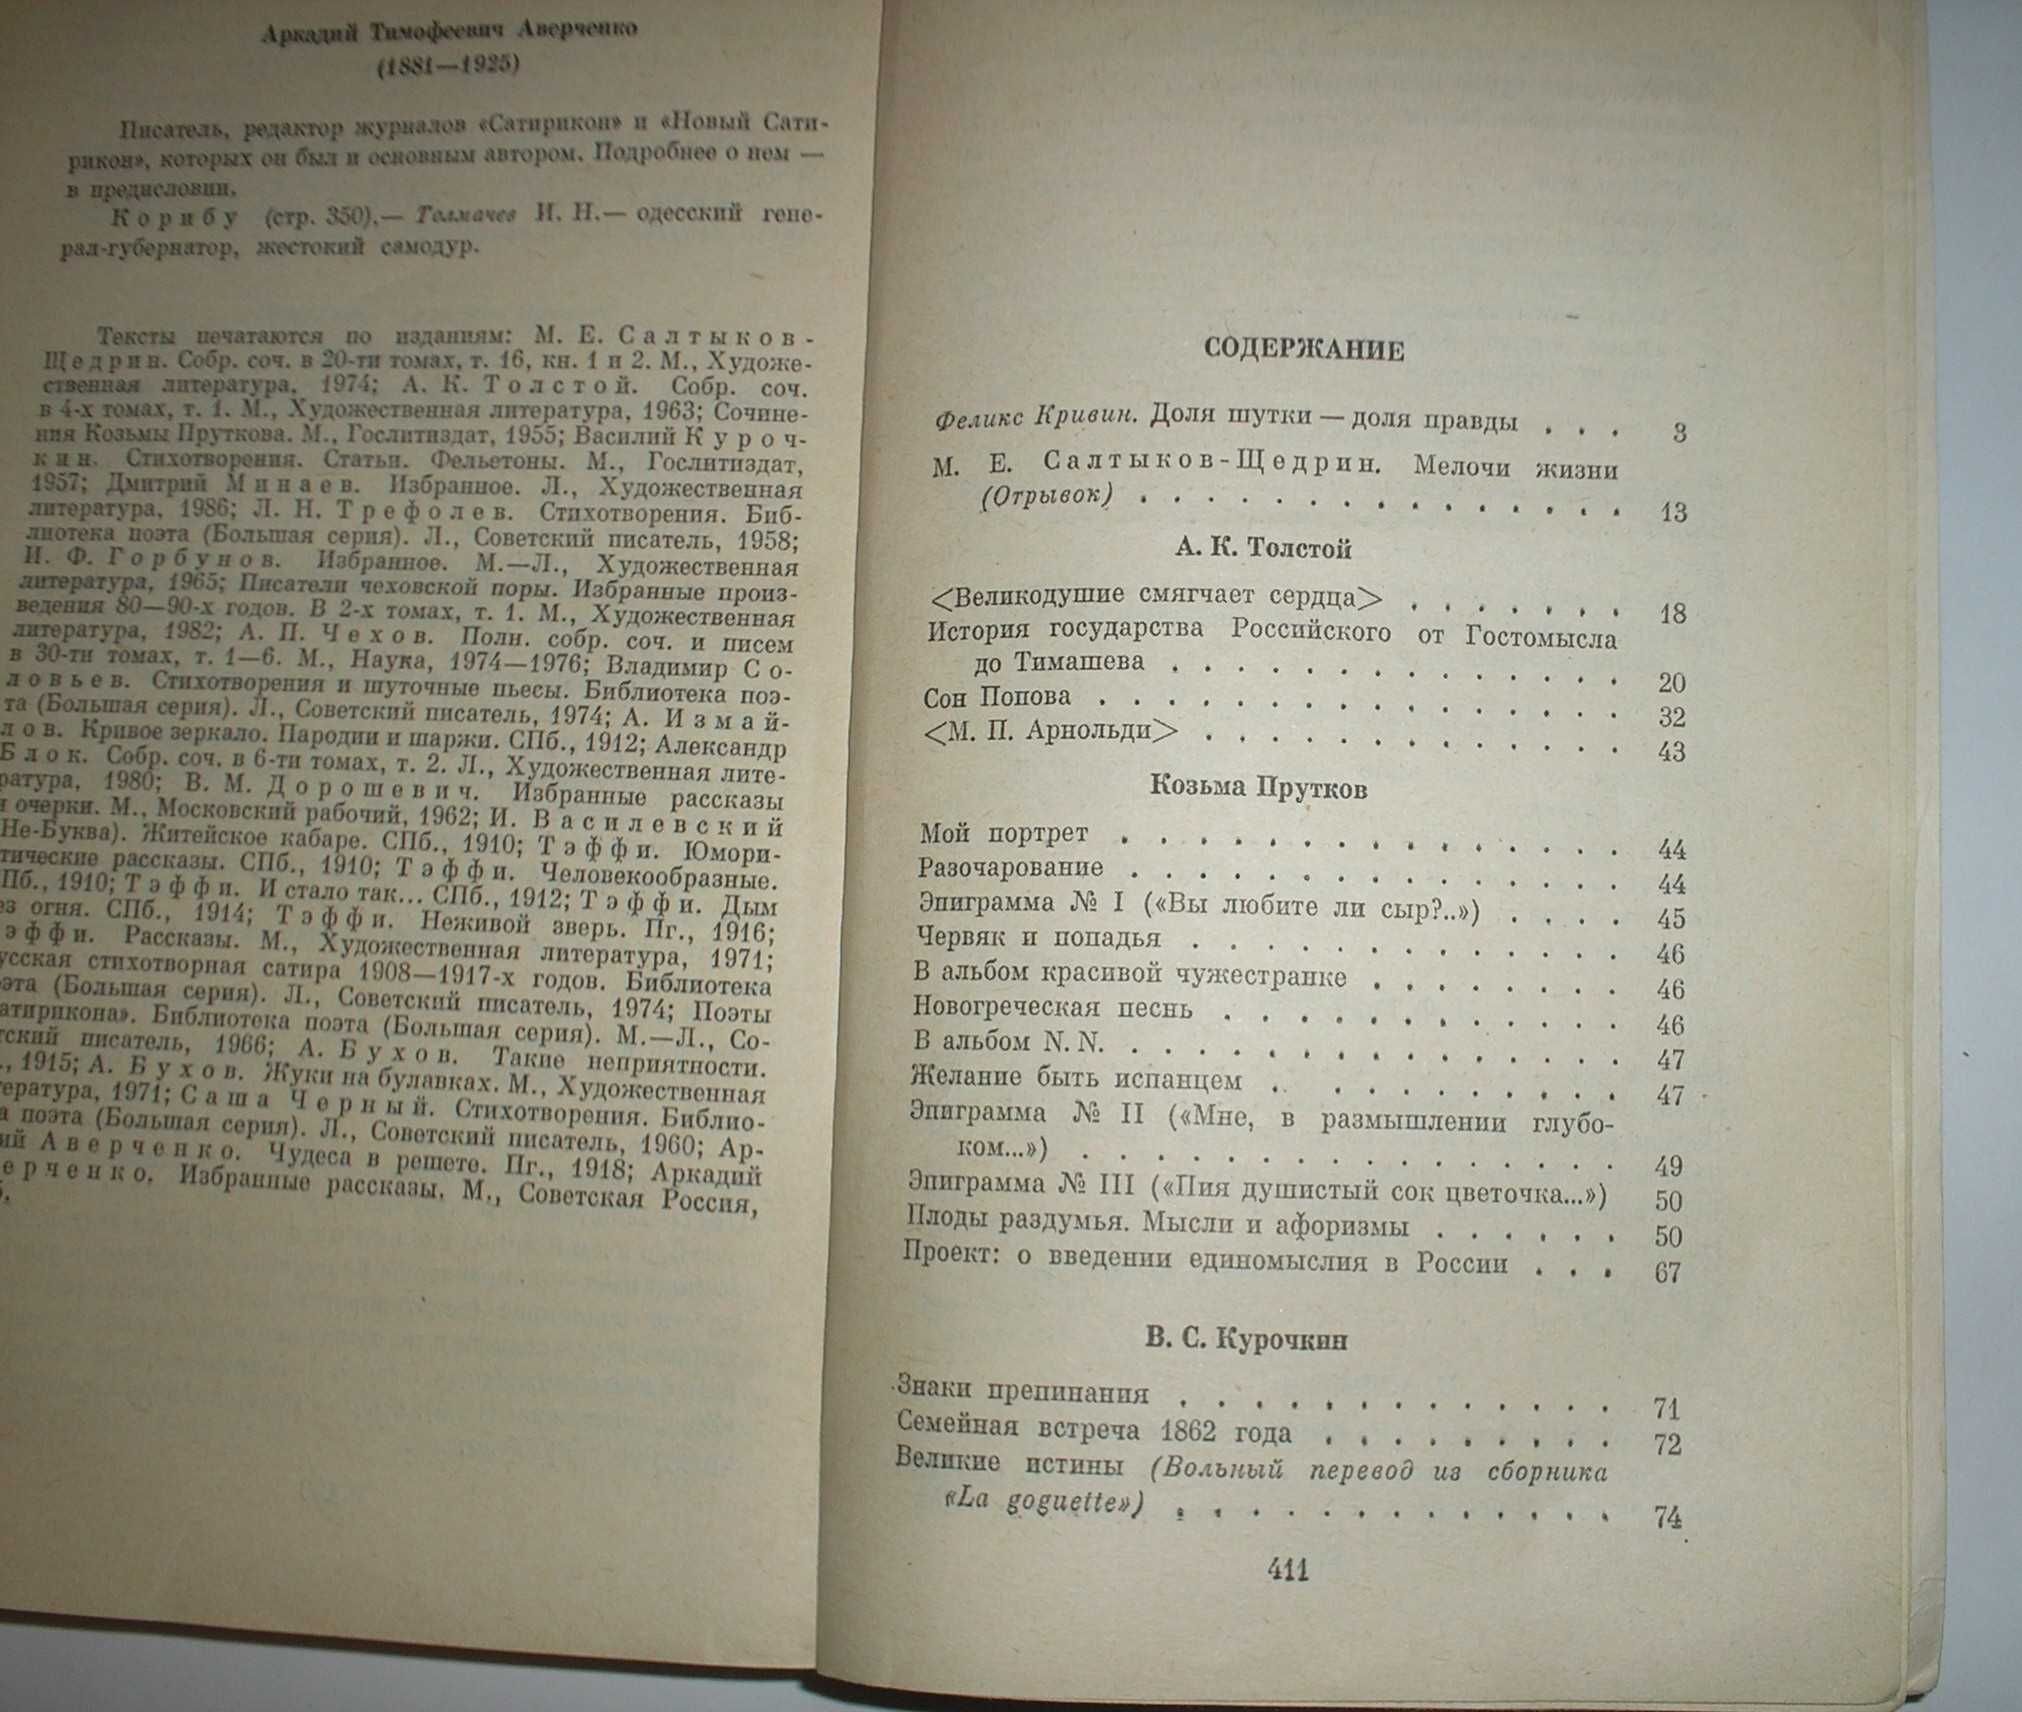 Аркадий Тимофеевич Аверченко
(1881—1925)
Писатель, редактор журналов «Сатирикон» и «Новый Сати-
рикон», которых он был и основным автором. Подробнее о нем —
в предисловии.
Корибу (стр. 350).— Толмачев И. Н.— одесский гене-
рал-губернатор, жестокий самодур.
Тексты печатаются по изданиям: М. Е. Салтыков-
Щедрин. Собр. соч. в 20-ти томах, т. 16, кн. 1 и 2. М., Художе-
ственная литература, 1974; А. К. Толстой. Собр. соч.
в 4-х томах, т. 1. М., Художественная литература, 1963; Сочине-
ния Козьмы Пруткова. М., Гослитиздат, 1955; Василий Куроч-
кин. Стихотворения. Статьи. Фельетоны. М., Гослитиздат,
1957; Дмитрий Минаев. Избранное. Л., Художественная
литература, 1986; Л. Н. Трефолев. Стихотворения. Биб-
лиотека поэта (Большая серия). Л., Советский писатель, 1958;
И. Ф. Горбунов. Избранное. М.—Л., Художественная
литература, 1965; Писатели чеховской поры. Избранные произ-
ведения 80—90-х годов. В 2-х томах, т. 1. М., Художественная
литература, 1982; А. П. Чехов. Полн. собр. соч. и писем
в 30-ти томах, т. 1—6. М., Наука, 1974—1976; Владимир Со-
ловьев. Стихотворения и шуточные пьесы. Библиотека поэ-
та (Большая серия). Л., Советский писатель, 1974; А. Измай-
лов. Кривое зеркало. Пародии и шаржи. СПб., 1912; Александр
Блок. Собр. соч. в 6-ти томах, т. 2. Л., Художественная лите-
ратура, 1980; В. М. Дорошевич. Избранные рассказы
и очерки. М., Московский рабочий, 1962; И. Василевский
Не-Буква). Житейское кабаре. СПб., 1910; Тэффи. Юмори-
тические рассказы. СПб., 1910; Тэффи. Человекообразные.
Пб., 1910; Тэффи. И стало так... СПб., 1912; Тэффи. Дым
ез огня. СПб., 1914; Тэффи. Неживой зверь. Пг., 1916;
эффи. Рассказы. М., Художественная литература, 1971;
усская стихотворная сатира 1908—1917-х годов. Библиотека
оэта (Большая серия). Л., Советский писатель, 1974; Поэты
атирикона». Библиотека поэта (Большая серия). М.—Л., Со-
тский писатель, 1966; А. Бухов. Такие неприятности.
., 1915; А. Бухов. Жуки на булавках. М., Художественная
тература, 1971; Саша Черный. Стихотворения. Библио-
а поэта (Большая серия). Л., Советский писатель, 1960; Ар-
ий Аверченко. Чудеса в решете. Пг., 1918; Аркадий
ерченко. Избранные рассказы. М., Советская Россия,
СОДЕРЖАНИЕ
Феликс Кривин. Доля шутки — доля правды . . . 3
М. Е. Салтыков-Щедрин. Мелочи жизни
(Отрывок) . . . . . . . . . . . . . . . 13
А. К. Толстой
<Великодушие смягчает сердца> . . . . . . . 18
История государства Российского от Гостомысла
до Тимашева . . . . . . . . . . . . . 20
Сон Попова . . . . . . . . . . . . . . . 32
<М. П. Арнольди> . . . . . . . . . . . . 43
Козьма Прутков
Мой портрет . . . . . . . . . . . . . . 44
Разочарование . . . . . . . . . . . . . . 44
Эпиграмма № I («Вы любите ли сыр?..») . . . . 45
Червяк и попадья . . . . . . . . . . . . 46
В альбом красивой чужестранке . . . . . . . 46
Новогреческая песнь . . . . . . . . . . . 46
В альбом N. N. . . . . . . . . . . . . . . 47
Желание быть испанцем . . . . . . . . . . 47
Эпиграмма № II («Мне, в размышлении глубо-
ком...») . . . . . . . . . . . . . . . 49
Эпиграмма № III («Пия душистый сок цветочка...») 50
Плоды раздумья. Мысли и афоризмы . . . . . . 50
Проект: о введении единомыслия в России . . . 67
В. С. Курочкин
Знаки препинания . . . . . . . . . . . . 71
Семейная встреча 1862 года . . . . . . . . 72
Великие истины (Вольный перевод из сборника
«La goguette») . . . . . . . . . . . . 74
411